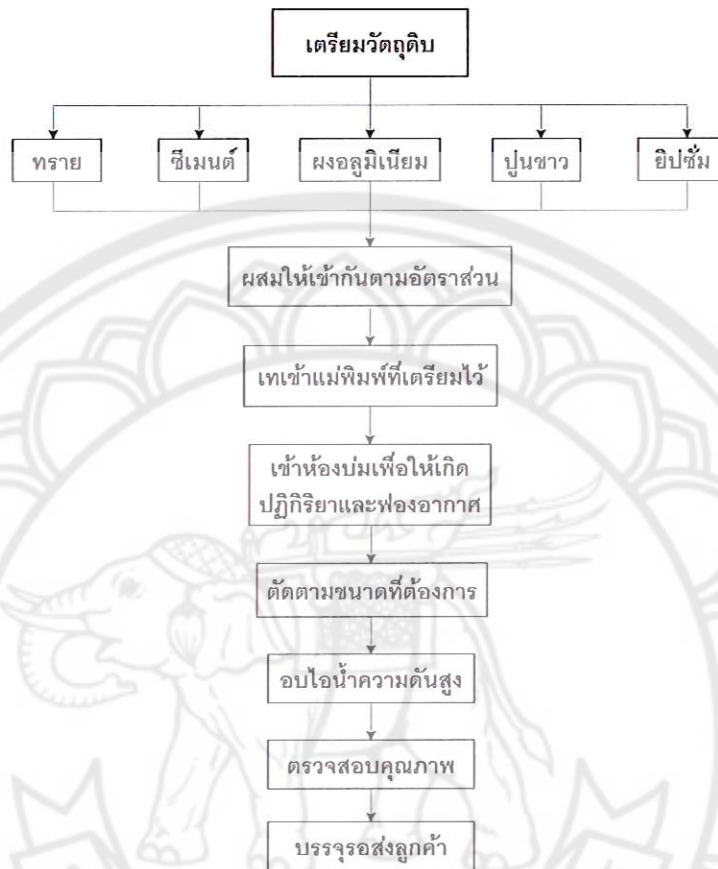 เตรียมวัตถุดิบ
ทราย ซีเมนต์ ผงอลูมิเนียม ปูนขาว ยิปซั่ม
ผสมให้เข้ากันตามอัตราส่วน
เทเข้าแม่พิมพ์ที่เตรียมไว้
เข้าห้องบ่มเพื่อให้เกิด
ปฏิกิริยาและฟองอากาศ
ตัดตามขนาดที่ต้องการ
อบไอน้ำความดันสูง
ตรวจสอบคุณภาพ
บรรจุรอส่งลูกค้า